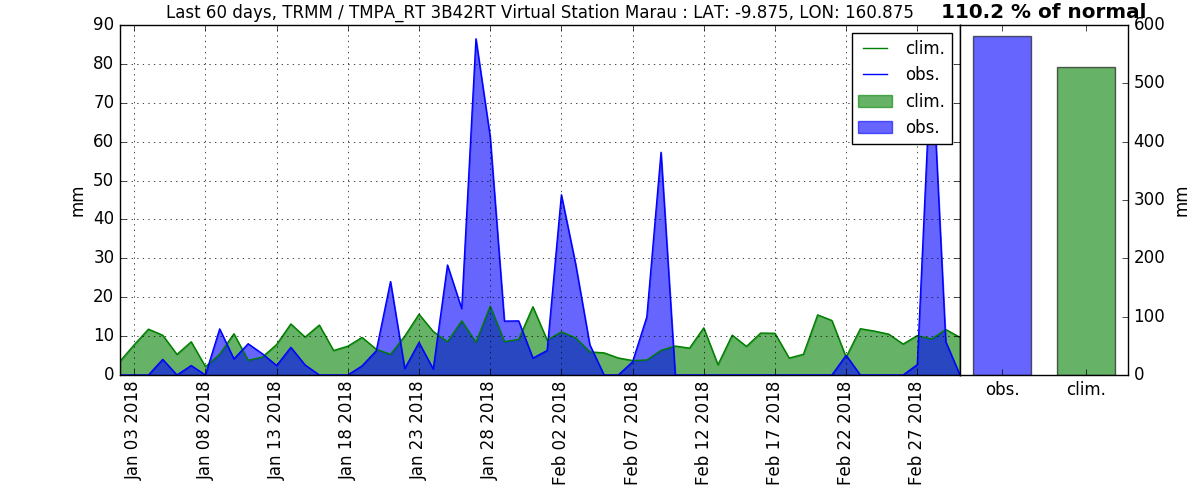 Last 60 days, TRMM / TMPA_RT 3B42RT Virtual Station Marau : LAT: -9.875, LON: 160.875
110.2 % of normal
90
80
70
60
50
40
30
20
10
0
mm
clim.
obs.
clim.
obs.
600
500
400
300
200
100
0
mm
Jan 03 2018
Jan 08 2018
Jan 13 2018
Jan 18 2018
Jan 23 2018
Jan 28 2018
Feb 02 2018
Feb 07 2018
Feb 12 2018
Feb 17 2018
Feb 22 2018
Feb 27 2018
obs.
clim.